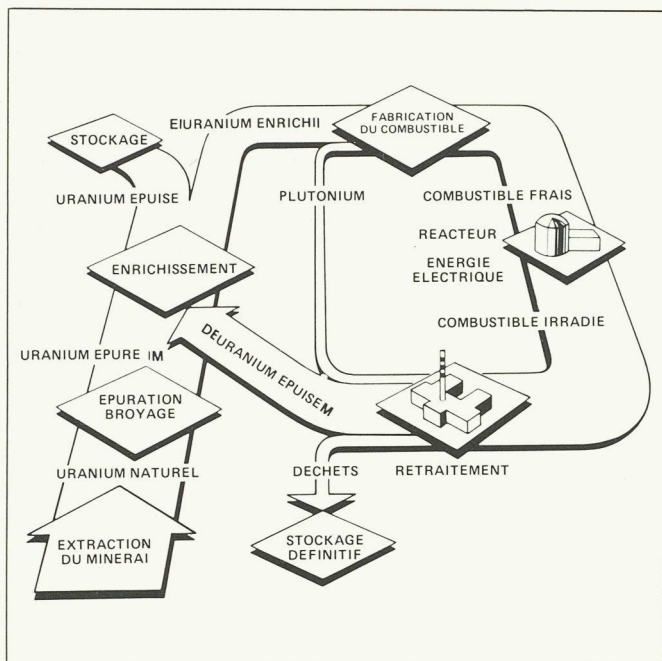 STOCKAGE
EIURANIUM ENRICHII
FABRICATION
DU COMBUSTIBLE
URANIUM EPUISE
PLUTONIUM
COMBUSTIBLE FRAIS
REACTEUR
ENERGIE
ELECTRIQUE
ENRICHISSEMENT
COMBUSTIBLE IRRADIE
URANIUM EPURE IM
DEURANIUM EPUISEM
EPURATION
BROYAGE
URANIUM NATUREL
DECHETS
RETRAITEMENT
EXTRACTION
DU MINERAI
STOCKAGE
DEFINITIF